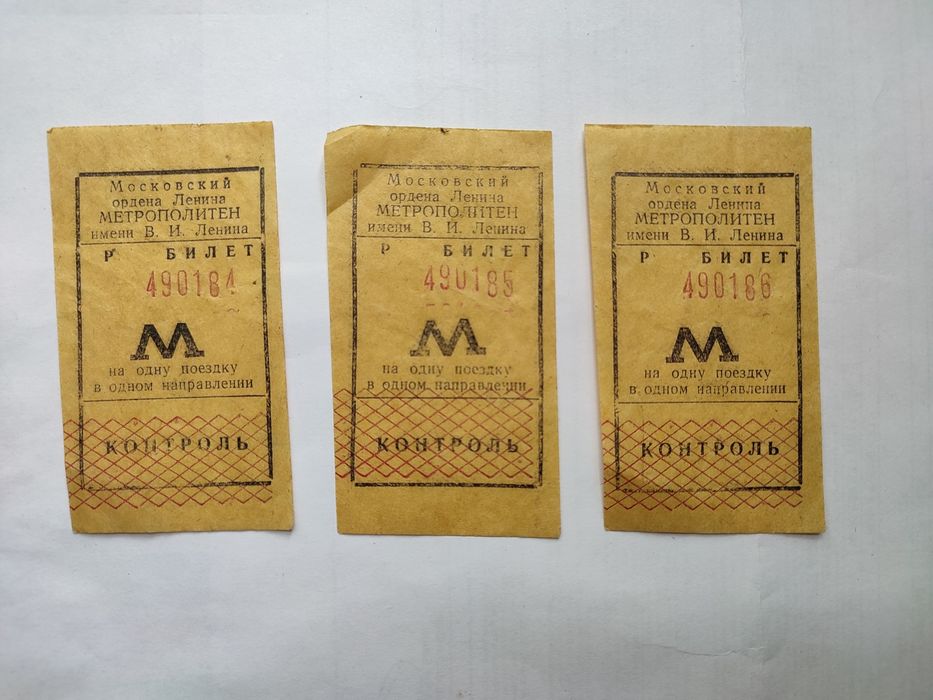 Московский
ордена Ленина
МЕТРОПОЛИТЕН
имени В. И. Ленина
Р БИЛЕТ
490184
М
на одну поездку
в одном направлении
КОНТРОЛЬ
Московский
ордена Ленина
МЕТРОПОЛИТЕН
имени В. И. Ленина
Р БИЛЕТ
490185
М
на одну поездку
в одном направлении
КОНТРОЛЬ
Московский
ордена Ленина
МЕТРОПОЛИТЕН
имени В. И. Ленина
Р БИЛЕТ
490186
М
на одну поездку
в одном направлении
КОНТРОЛЬ